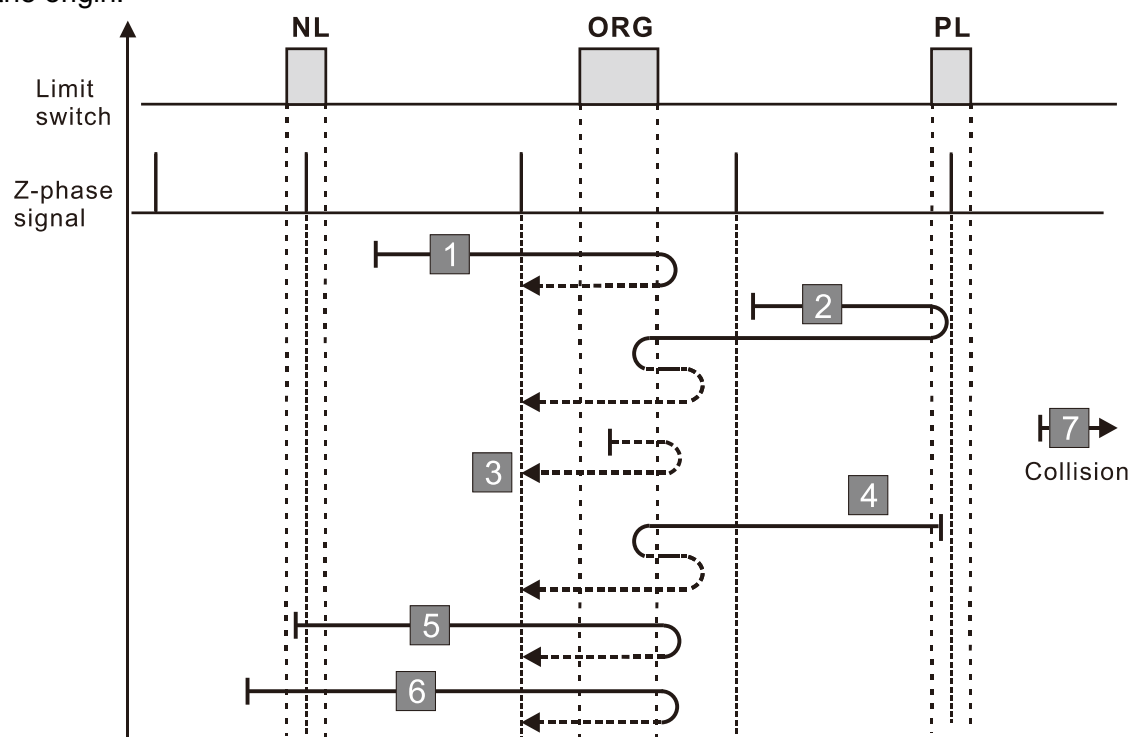 the origin.
NL
ORG
PL
Limit
switch
Z-phase
signal
1
2
7
Collision
3
4
5
6